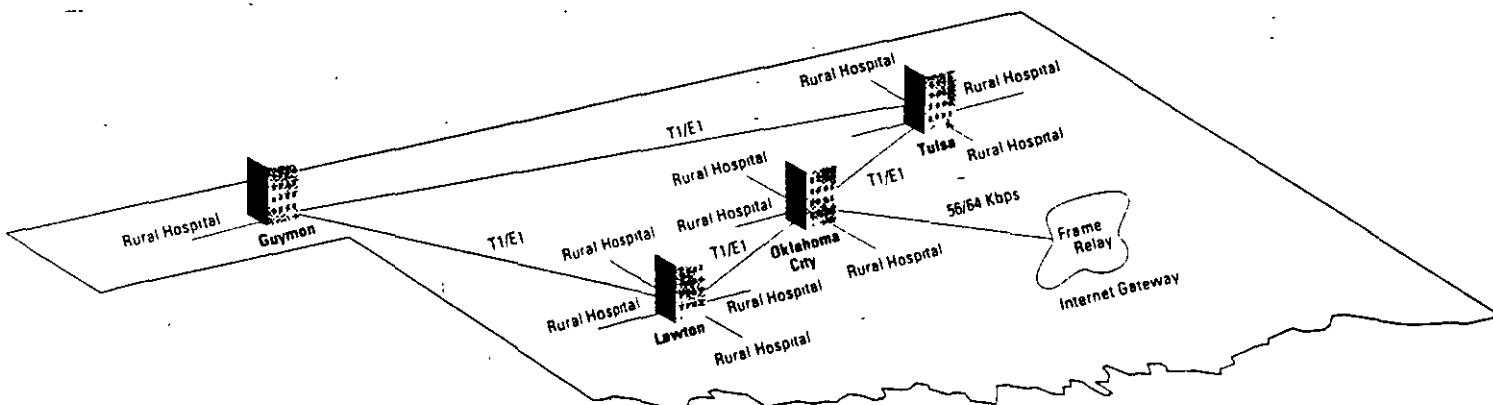 Rural Hospital
Rural Hospital
Tulsa
Rural Hospital
T1/E1
Rural Hospital
T1/E1
Rural Hospital
Oklahoma
City
Rural Hospital
56/64 Kbps
Frame
Relay
Internet Gateway
Rural Hospital
Guymon
T1/E1
Rural Hospital
T1/E1
Rural Hospital
Rural Hospital
Lawton
Rural Hospital